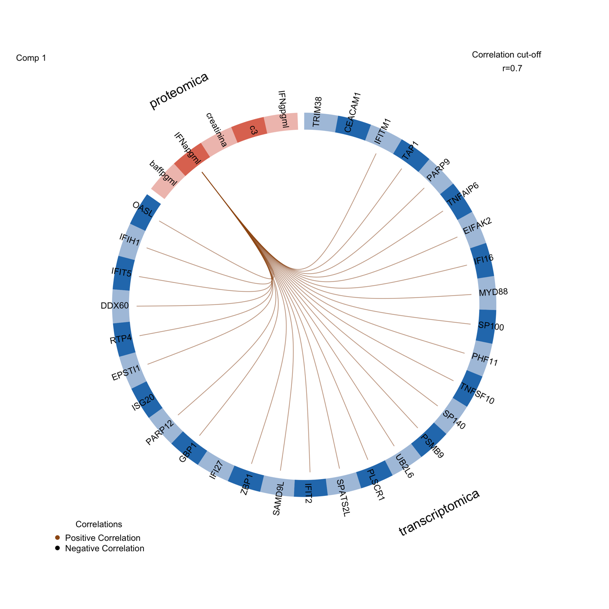 Comp 1
Correlation cut-off
r=0.7
proteomica
baffpgml
IFNapgml
creatinina
c3
IFNgpgml
TRIM38
CEACAM1
IFITM1
TAP1
PARP9
TNFAIP6
EIFAK2
IFI16
MYD88
SP100
PHF11
TNFSF10
SP140
PSMB9
UB2L6
PLSCR1
SPATS2L
IFIT2
SAMD9L
ZBP1
IFI27
GBP1
PARP12
ISG20
EPSTI1
RTP4
DDX60
IFIT5
IFIH1
OASL
transcriptomica
Correlations
Positive Correlation
Negative Correlation